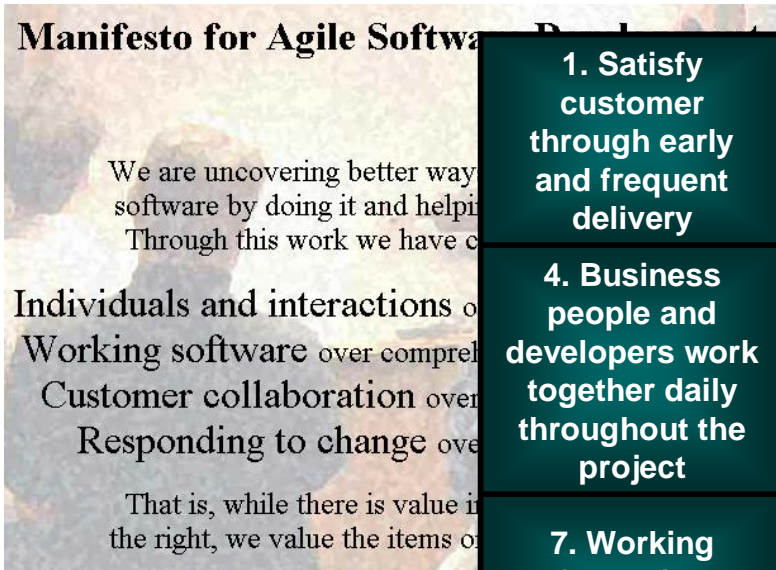 Manifesto for Agile Softwa
We are uncovering better way
software by doing it and helpi
Through this work we have c
Individuals and interactions o
Working software over compreh
Customer collaboration over
Responding to change ove
That is, while there is value i
the right, we value the items o
1. Satisfy
customer
through early
and frequent
delivery
4. Business
people and
developers work
together daily
throughout the
project
7. Working